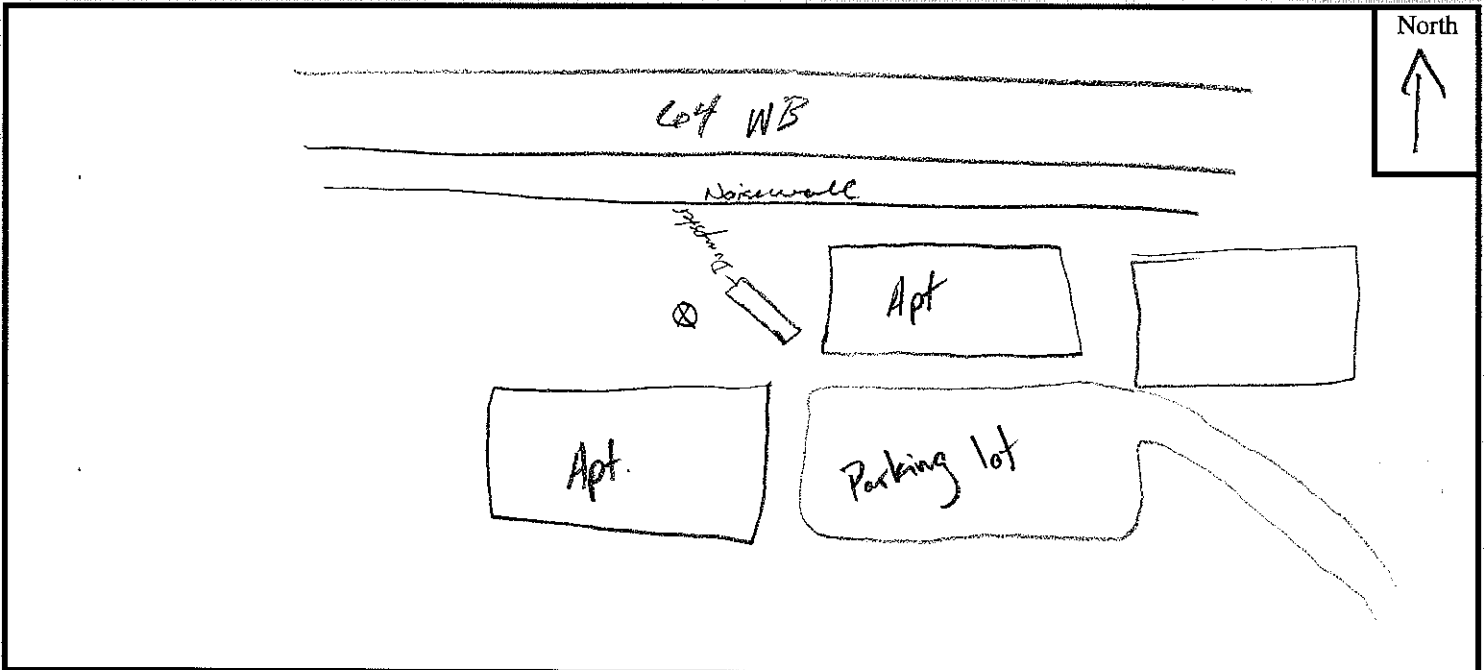 North
64 WB
Noisewall
Dumpster
Apt
Apt.
Parking lot